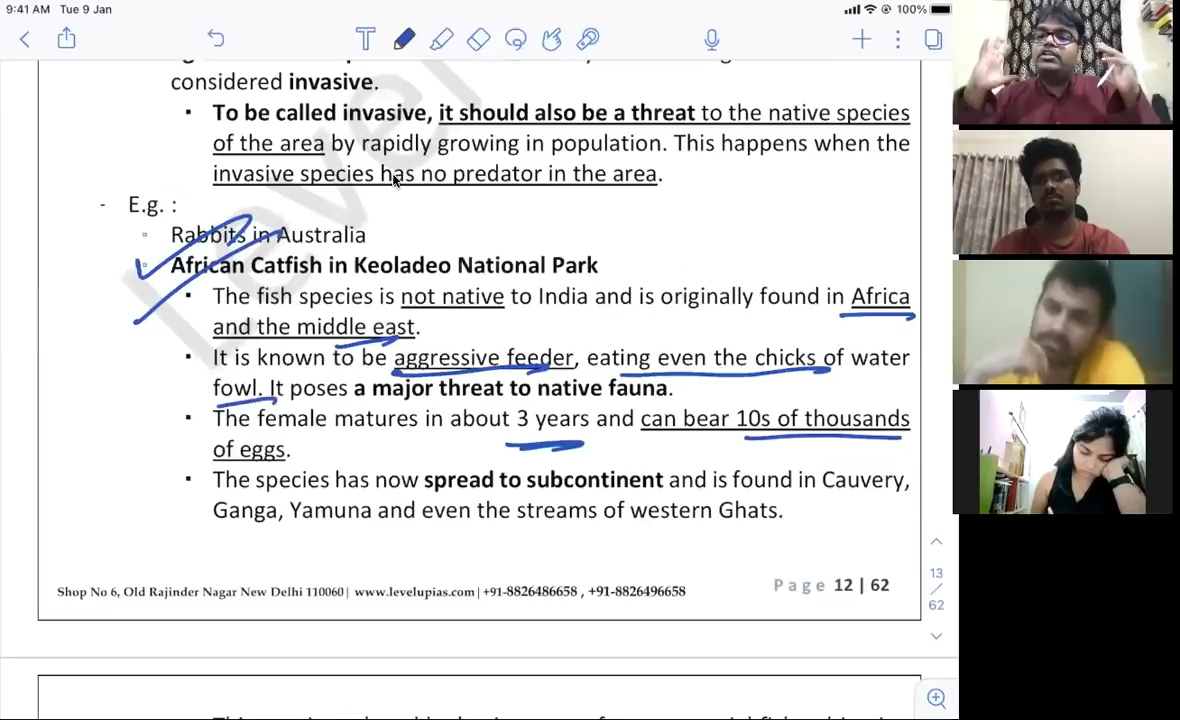 9:41 AM Tue 9 Jan
100%
considered invasive.
▪ To be called invasive, it should also be a threat to the native species
of the area by rapidly growing in population. This happens when the
invasive species has no predator in the area.
- E.g. :
▫ Rabbits in Australia
▫ African Catfish in Keoladeo National Park
▪ The fish species is not native to India and is originally found in Africa
and the middle east.
▪ It is known to be aggressive feeder, eating even the chicks of water
fowl. It poses a major threat to native fauna.
▪ The female matures in about 3 years and can bear 10s of thousands
of eggs.
▪ The species has now spread to subcontinent and is found in Cauvery,
Ganga, Yamuna and even the streams of western Ghats.
Shop No 6, Old Rajinder Nagar New Delhi 110060| www.levelupias.com | +91-8826486658 , +91-8826496658
Page 12 | 62
13
/
62
Level